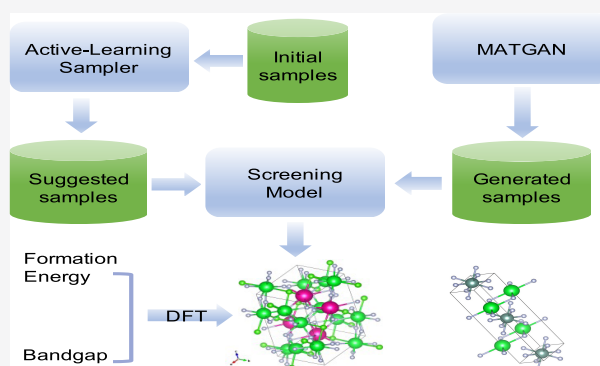 Active-Learning
Sampler
Initial
samples
MATGAN
Suggested
samples
Screening
Model
Generated
samples
Formation
Energy
DFT
Bandgap